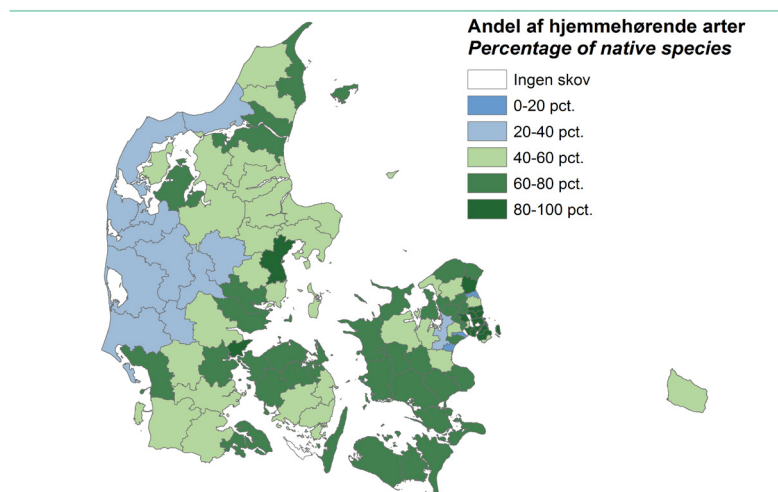 Andel af hjemmehørende arter
Percentage of native species
Ingen skov
0-20 pct.
20-40 pct.
40-60 pct.
60-80 pct.
80-100 pct.